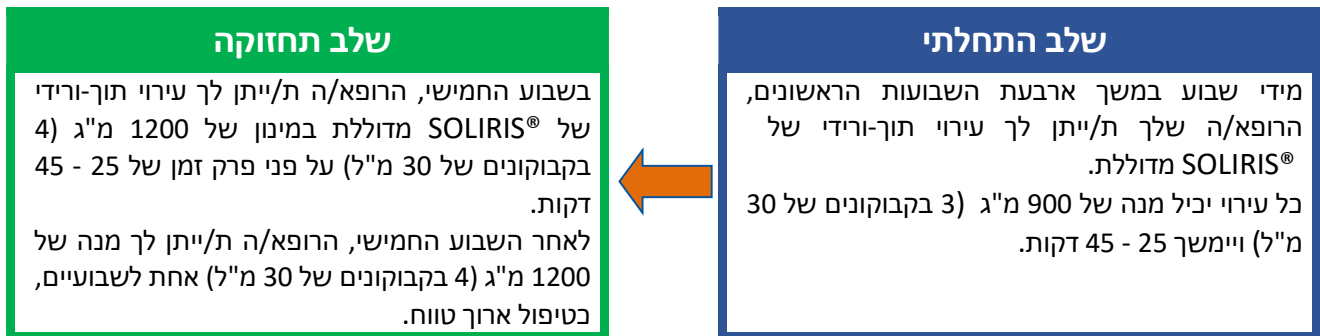 שלב התחלתי
מידי שבוע במשך ארבעת השבועות הראשונים,
הרופא/ה שלך ת/ייתן לך עירוי תוך-ורידי של
SOLIRIS® מדוללת.
כל עירוי יכיל מנה של 900 מ"ג (3 בקבוקונים של 30
מ"ל) ויימשך 25 - 45 דקות.
שלב תחזוקה
בשבוע החמישי, הרופא/ה ת/ייתן לך עירוי תוך-ורידי
של SOLIRIS® מדוללת במינון של 1200 מ"ג (4
בקבוקונים של 30 מ"ל) על פני פרק זמן של 25 - 45
דקות.
לאחר השבוע החמישי, הרופא/ה ת/ייתן לך מנה של
1200 מ"ג (4 בקבוקונים של 30 מ"ל) אחת לשבועיים,
כטיפול ארוך טווח.